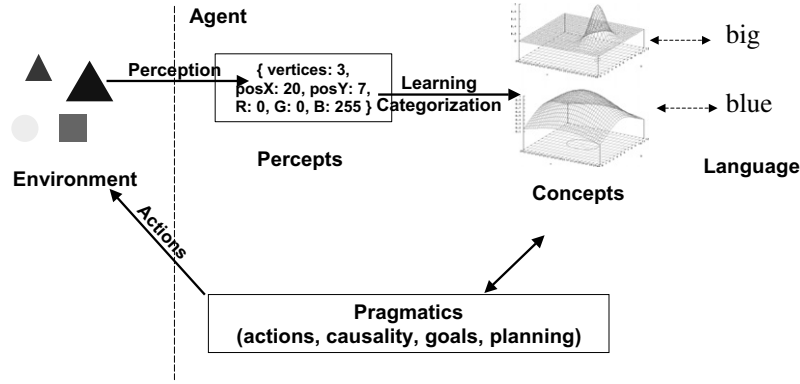 Agent
big
Perception
{ vertices: 3,
posX: 20, posY: 7,
R: 0, G: 0, B: 255 }
Learning
Categorization
blue
Percepts
Environment
Concepts
Language
Actions
Pragmatics
(actions, causality, goals, planning)